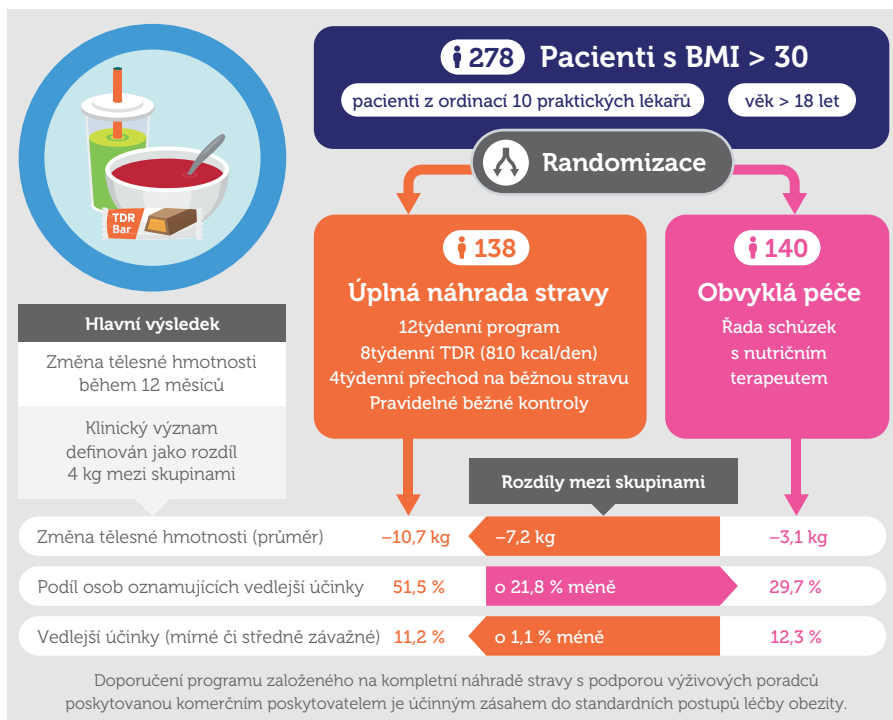 278 Pacienti s BMI > 30
pacienti z ordinací 10 praktických lékařů
věk > 18 let
Randomizace
TDR
Bar
138
Úplná náhrada stravy
12týdenní program
8týdenní TDR (810 kcal/den)
4týdenní přechod na běžnou stravu
Pravidelné běžné kontroly
140
Obvyklá péče
Řada schůzek
s nutričním
terapeutem
Hlavní výsledek
Změna tělesné hmotnosti
během 12 měsíců
Klinický význam
definován jako rozdíl
4 kg mezi skupinami
Rozdíly mezi skupinami
Změna tělesné hmotnosti (průměr) –10,7 kg –7,2 kg –3,1 kg
Podíl osob oznamujících vedlejší účinky 51,5 % o 21,8 % méně 29,7 %
Vedlejší účinky (mírné či středně závažné) 11,2 % o 1,1 % méně 12,3 %
Doporučení programu založeného na kompletní náhradě stravy s podporou výživových poradců
poskytovanou komerčním poskytovatelem je účinným zásahem do standardních postupů léčby obezity.